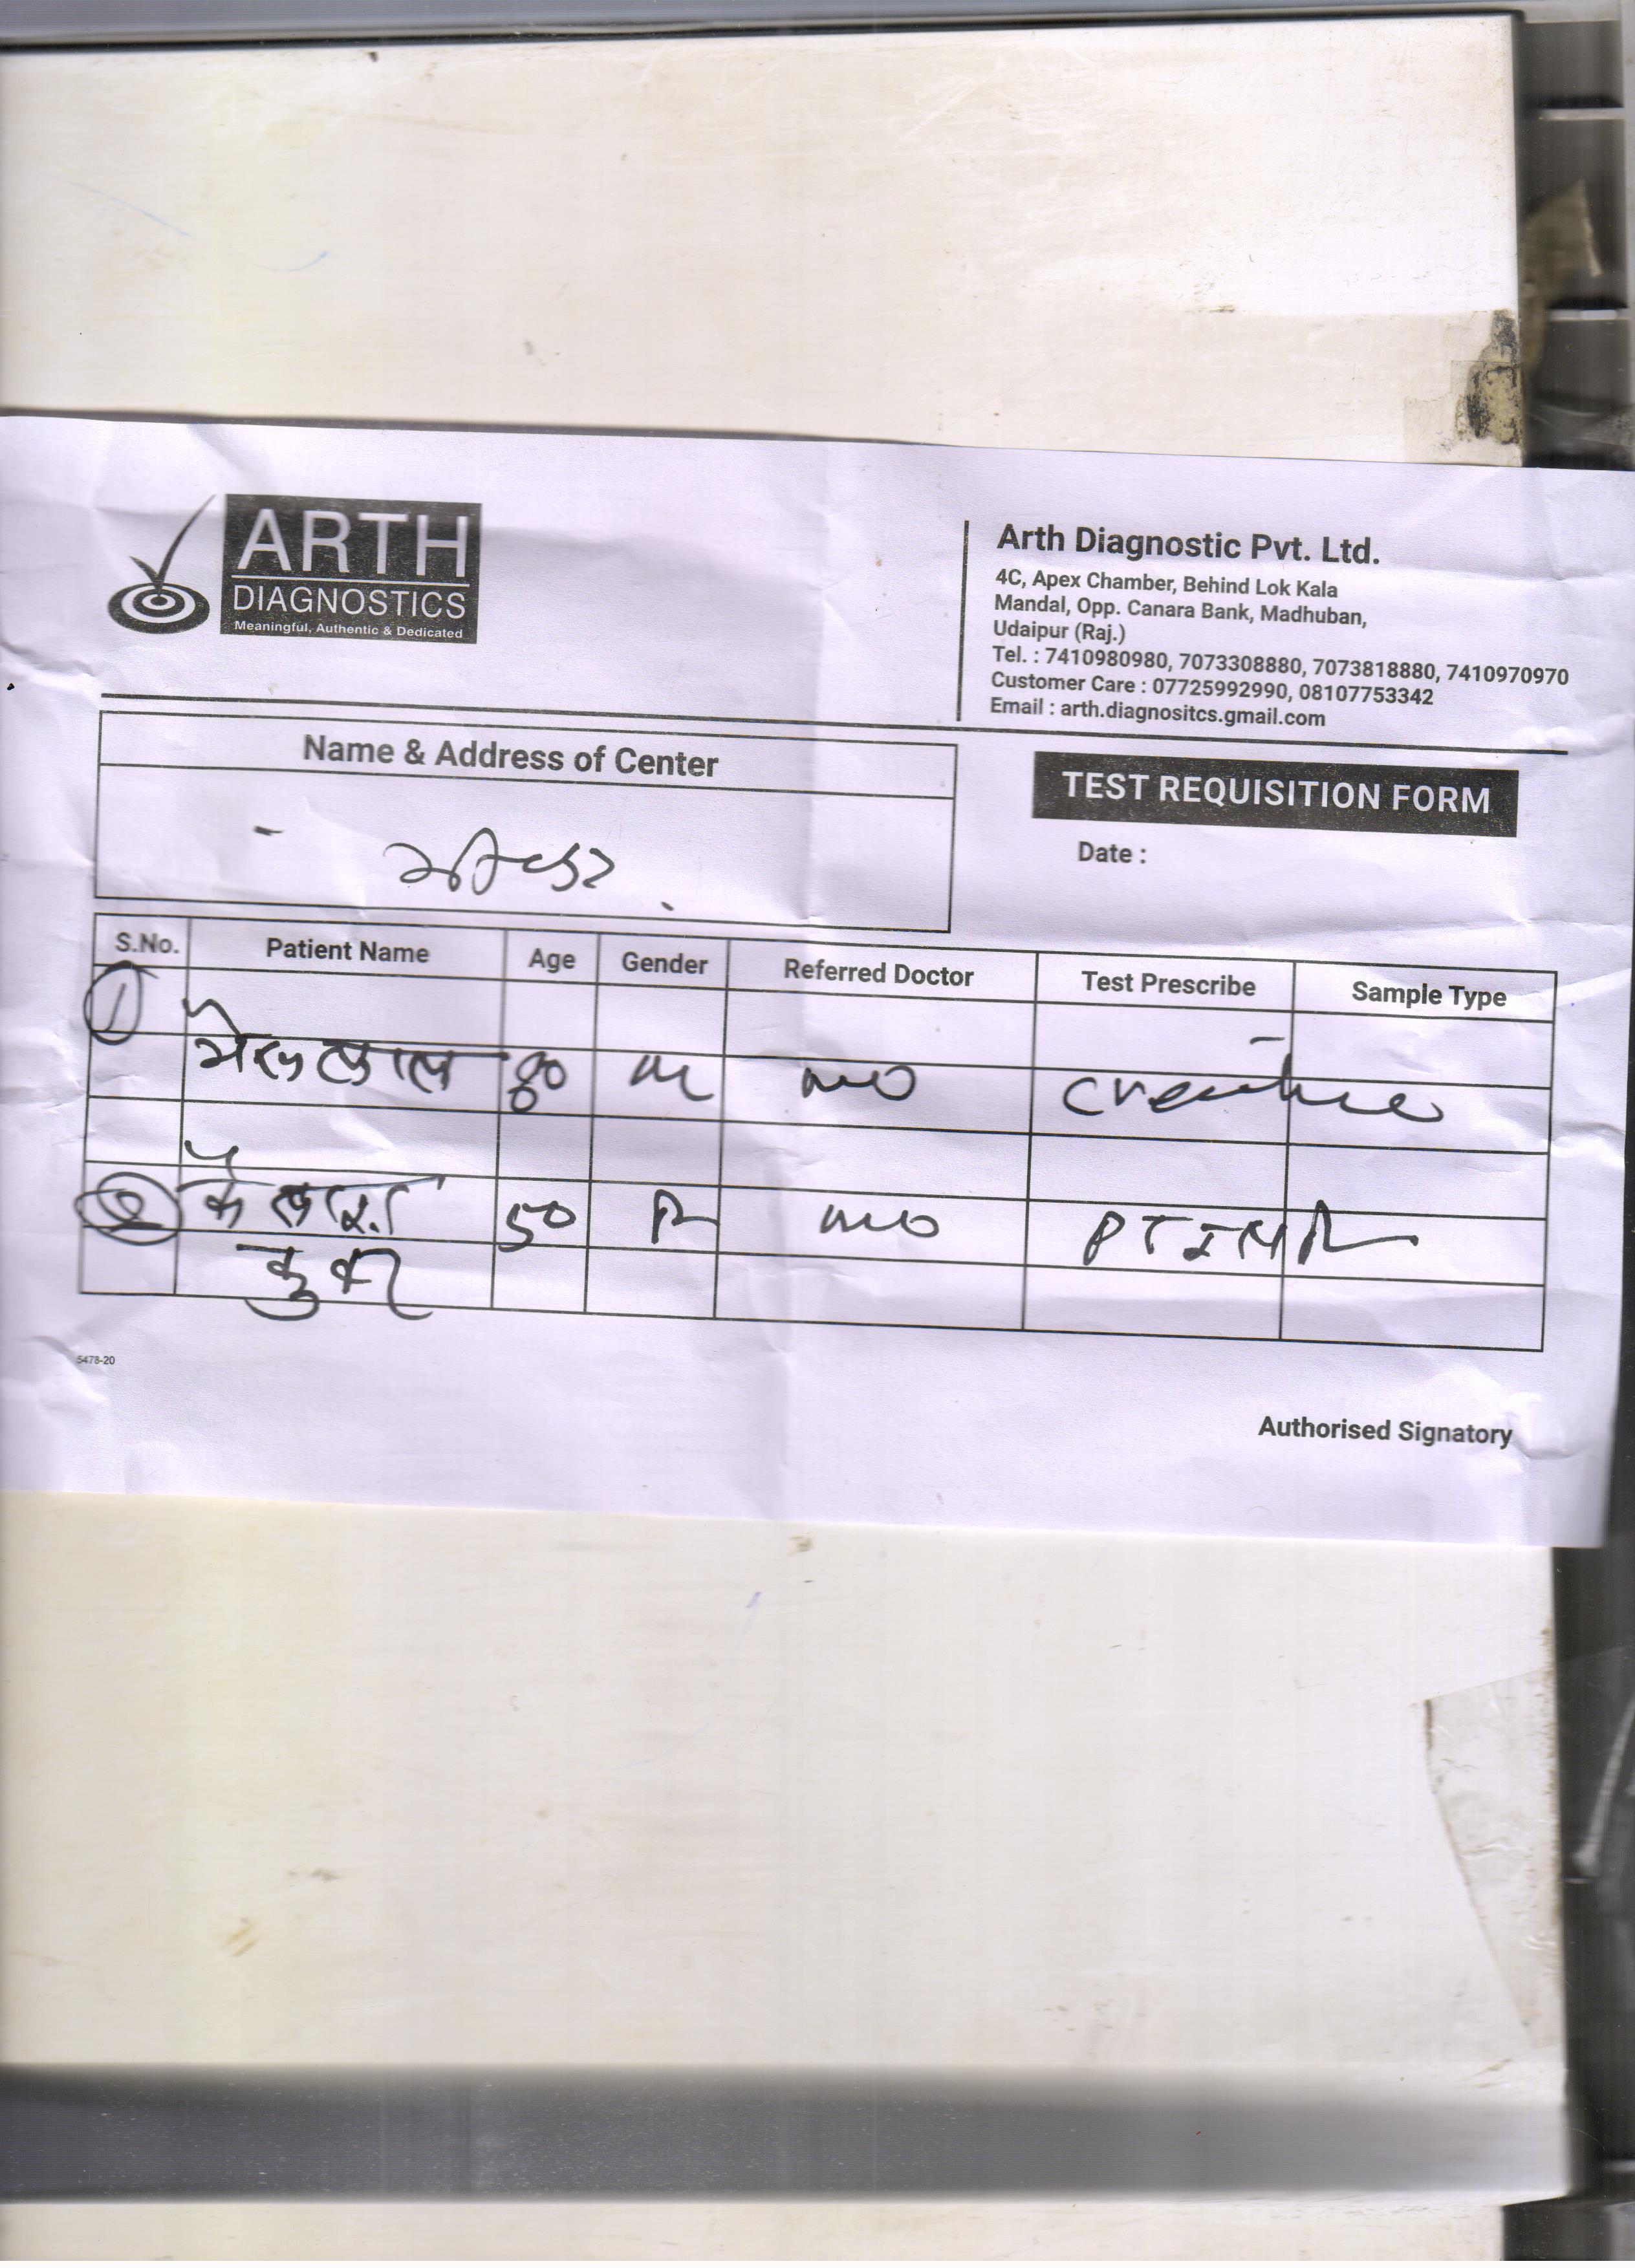 ARTH
DIAGNOSTICS
Meaningful, Authentic & Dedicated
Arth Diagnostic Pvt. Ltd.
4C, Apex Chamber, Behind Lok Kala
Mandal, Opp. Canara Bank, Madhuban,
Udaipur (Raj.)
Tel. : 7410980980, 7073308880, 7073818880, 7410970970
Customer Care : 07725992990, 08107753342
Email : arth.diagnositcs.gmail.com
Name & Address of Center
TEST REQUISITION FORM
Date :
S.No. Patient Name Age Gender Referred Doctor Test Prescribe Sample Type
1 भैरूलाल 80 M MO
2 कैलाश 50 F MO PTINR
कुंवर
5478-20
Authorised Signatory